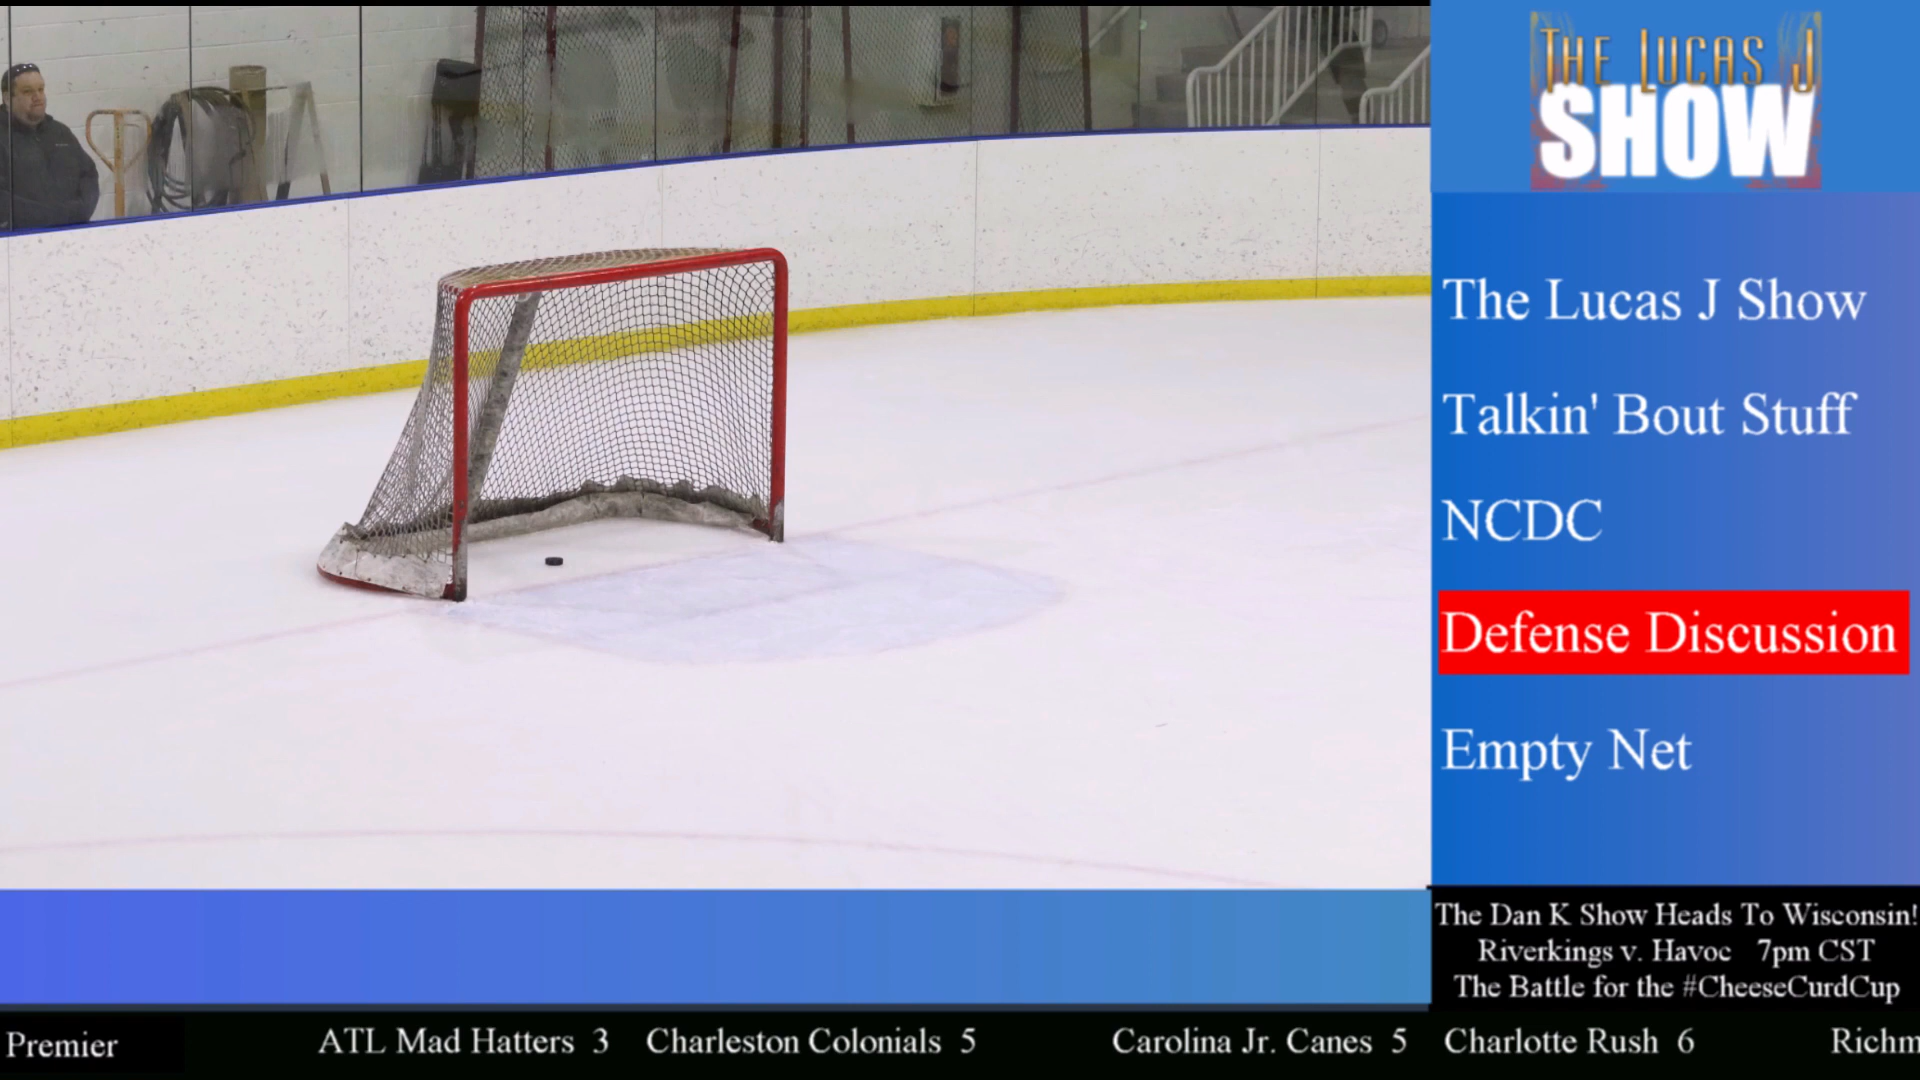 THE LUCAS J
SHOW
The Lucas J Show
Talkin' Bout Stuff
NCDC
Defense Discussion
Empty Net
The Dan K Show Heads To Wisconsin!
Riverkings v. Havoc 7pm CST
The Battle for the #CheeseCurdCup
Premier ATL Mad Hatters 3 Charleston Colonials 5 Carolina Jr. Canes 5 Charlotte Rush 6 Richm